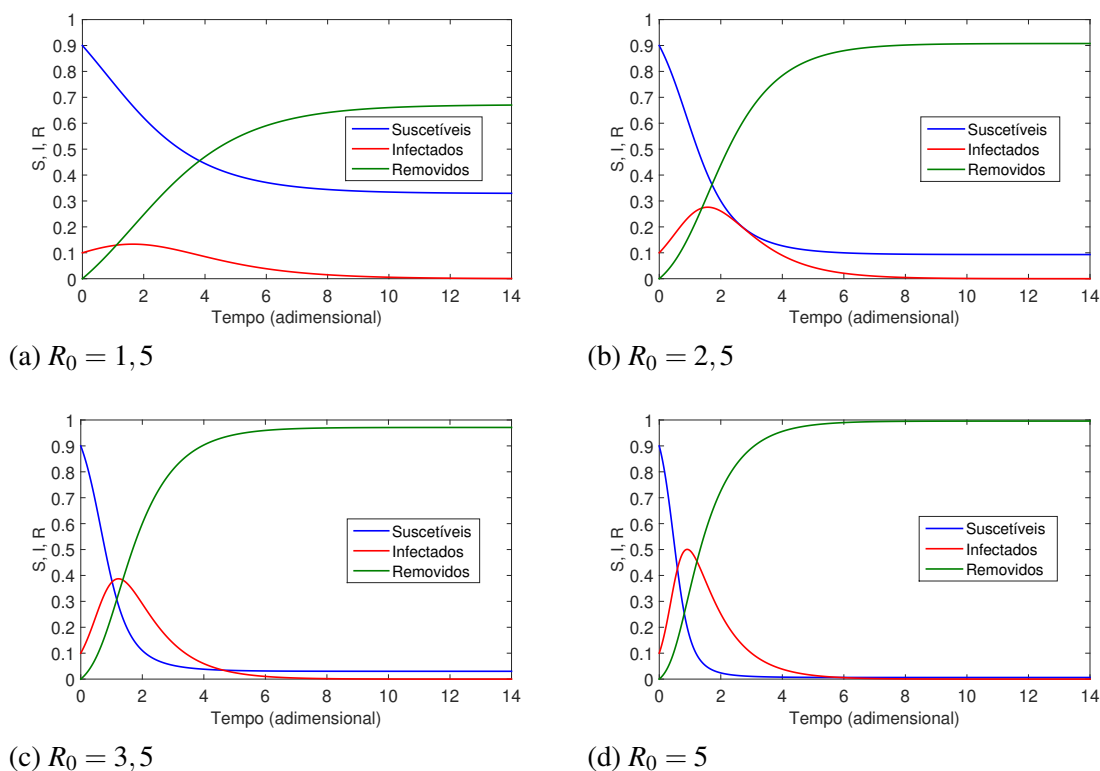 1
0.9
0.8
0.7
0.6
0.5
0.4
0.3
0.2
0.1
0
S, I, R
Suscetíveis
Infectados
Removidos
0 2 4 6 8 10 12 14
Tempo (adimensional)
(a) R₀ = 1,5
1
0.9
0.8
0.7
0.6
0.5
0.4
0.3
0.2
0.1
0
S, I, R
Suscetíveis
Infectados
Removidos
0 2 4 6 8 10 12 14
Tempo (adimensional)
(b) R₀ = 2,5
1
0.9
0.8
0.7
0.6
0.5
0.4
0.3
0.2
0.1
0
S, I, R
Suscetíveis
Infectados
Removidos
0 2 4 6 8 10 12 14
Tempo (adimensional)
(c) R₀ = 3,5
1
0.9
0.8
0.7
0.6
0.5
0.4
0.3
0.2
0.1
0
S, I, R
Suscetíveis
Infectados
Removidos
0 2 4 6 8 10 12 14
Tempo (adimensional)
(d) R₀ = 5